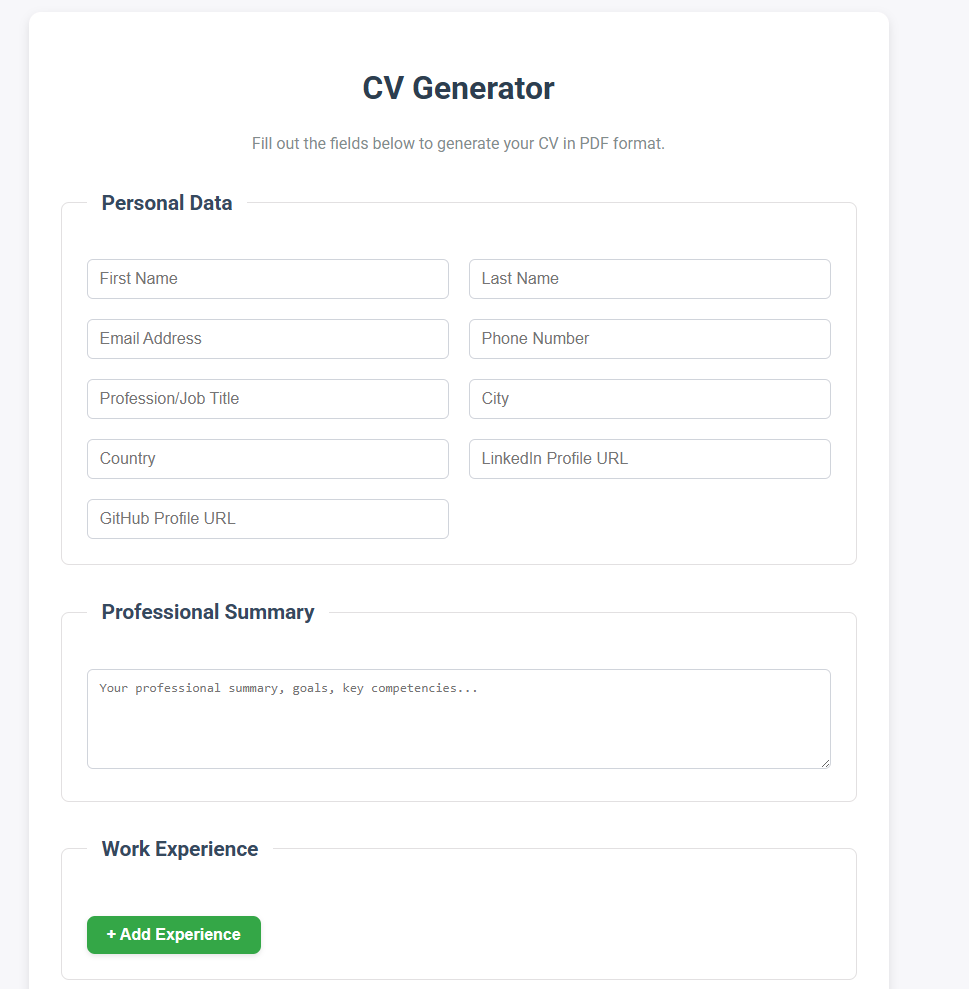 CV Generator
Fill out the fields below to generate your CV in PDF format.
Personal Data
First Name
Last Name
Email Address
Phone Number
Profession/Job Title
City
Country
LinkedIn Profile URL
GitHub Profile URL
Professional Summary
Your professional summary, goals, key competencies...
Work Experience
+ Add Experience